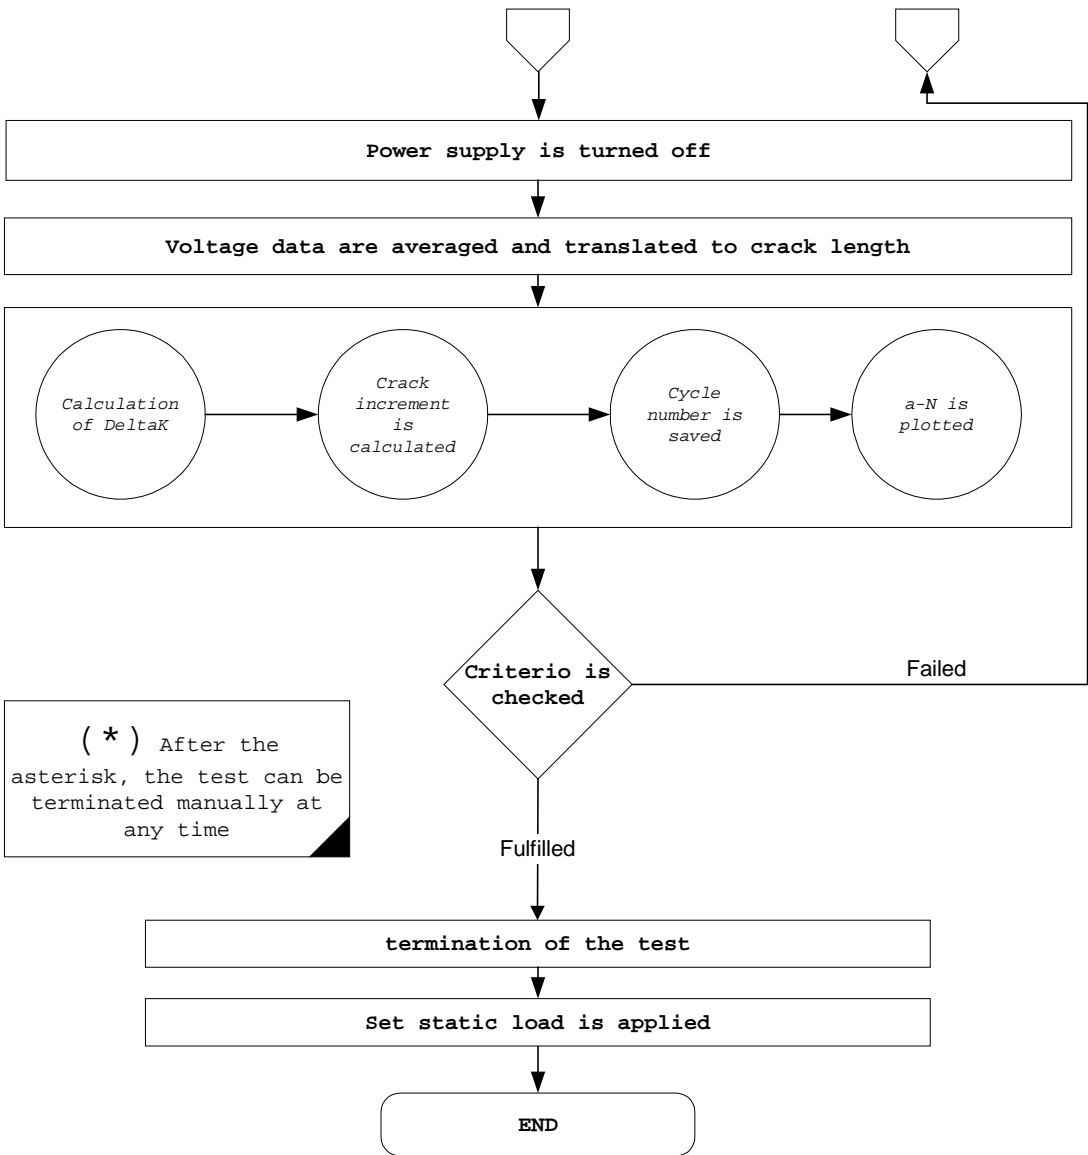 Power supply is turned off
Voltage data are averaged and translated to crack length
Calculation
of DeltaK
Crack
increment
is
calculated
Cycle
number is
saved
a-N is
plotted
Criterio is
checked
Failed
(*) After the
asterisk, the test can be
terminated manually at
any time
Fulfilled
termination of the test
Set static load is applied
END